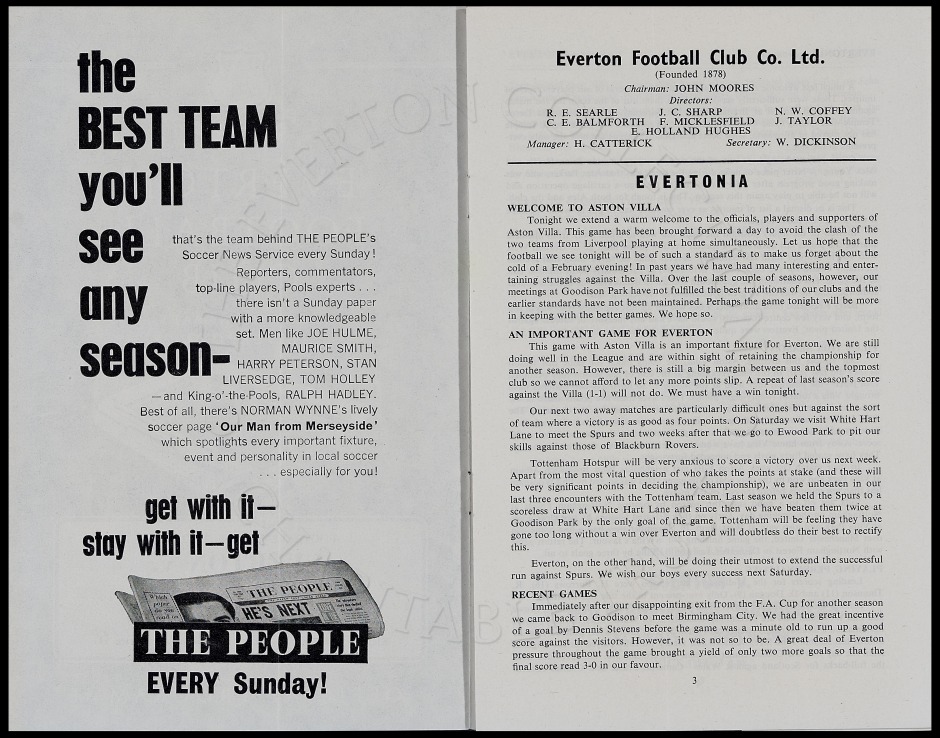 the
BEST TEAM
you'll
see
any
season-
that's the team behind THE PEOPLE's
Soccer News Service every Sunday!
Reporters, commentators,
top-line players, Pools experts . . .
there isn't a Sunday paper
with a more knowledgeable
set. Men like JOE HULME,
MAURICE SMITH,
HARRY PETERSON, STAN
LIVERSEDGE, TOM HOLLEY
— and King-o'-the-Pools, RALPH HADLEY.
Best of all, there's NORMAN WYNNE's lively
soccer page 'Our Man from Merseyside'
which spotlights every important fixture,
event and personality in local soccer
. . . especially for you!
get with it—
stay with it—get
THE PEOPLE
HE'S NEXT
THE PEOPLE
EVERY Sunday!
Everton Football Club Co. Ltd.
(Founded 1878)
Chairman: JOHN MOORES
Directors:
R. E. SEARLE J. C. SHARP N. W. COFFEY
C. E. BALMFORTH F. MICKLESFIELD J. TAYLOR
E. HOLLAND HUGHES
Manager: H. CATTERICK Secretary: W. DICKINSON
EVERTONIA
WELCOME TO ASTON VILLA
Tonight we extend a warm welcome to the officials, players and supporters of
Aston Villa. This game has been brought forward a day to avoid the clash of the
two teams from Liverpool playing at home simultaneously. Let us hope that the
football we see tonight will be of such a standard as to make us forget about the
cold of a February evening! In past years we have had many interesting and enter-
taining struggles against the Villa. Over the last couple of seasons, however, our
meetings at Goodison Park have not fulfilled the best traditions of our clubs and the
earlier standards have not been maintained. Perhaps the game tonight will be more
in keeping with the better games. We hope so.
AN IMPORTANT GAME FOR EVERTON
This game with Aston Villa is an important fixture for Everton. We are still
doing well in the League and are within sight of retaining the championship for
another season. However, there is still a big margin between us and the topmost
club so we cannot afford to let any more points slip. A repeat of last season's score
against the Villa (1-1) will not do. We must have a win tonight.
Our next two away matches are particularly difficult ones but against the sort
of team where a victory is as good as four points. On Saturday we visit White Hart
Lane to meet the Spurs and two weeks after that we go to Ewood Park to pit our
skills against those of Blackburn Rovers.
Tottenham Hotspur will be very anxious to score a victory over us next week.
Apart from the most vital question of who takes the points at stake (and these will
be very significant points in deciding the championship), we are unbeaten in our
last three encounters with the Tottenham team. Last season we held the Spurs to a
scoreless draw at White Hart Lane and since then we have beaten them twice at
Goodison Park by the only goal of the game. Tottenham will be feeling they have
gone too long without a win over Everton and will doubtless do their best to rectify
this.
Everton, on the other hand, will be doing their utmost to extend the successful
run against Spurs. We wish our boys every success next Saturday.
RECENT GAMES
Immediately after our disappointing exit from the F.A. Cup for another season
we came back to Goodison to meet Birmingham City. We had the great incentive
of a goal by Dennis Stevens before the game was a minute old to run up a good
score against the visitors. However, it was not so to be. A great deal of Everton
pressure throughout the game brought a yield of only two more goals so that the
final score read 3-0 in our favour.
3